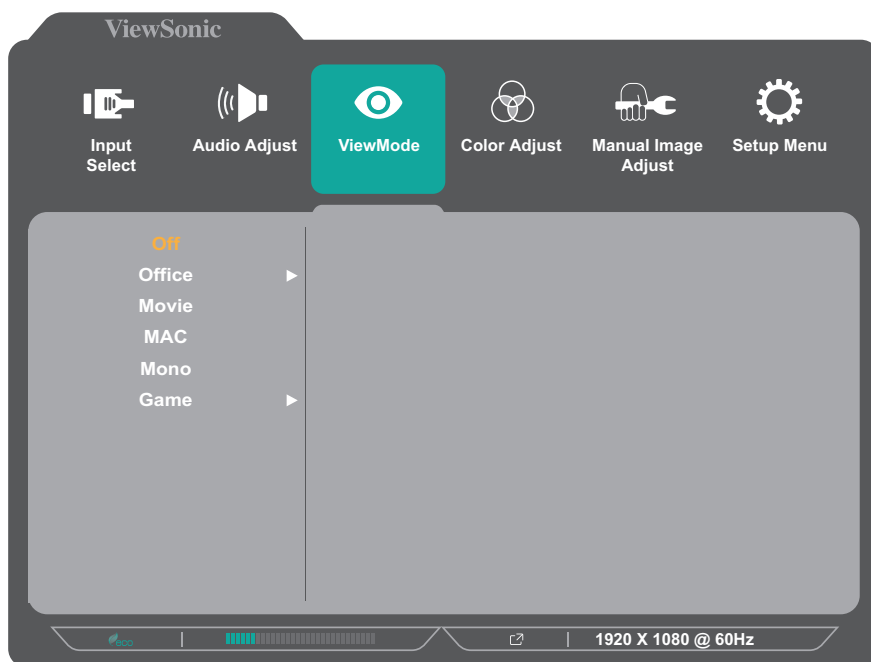 ViewSonic
Input
Select
Audio Adjust
ViewMode
Color Adjust
Manual Image
Adjust
Setup Menu
Off
Office
Movie
MAC
Mono
Game
eco
1920 X 1080 @ 60Hz